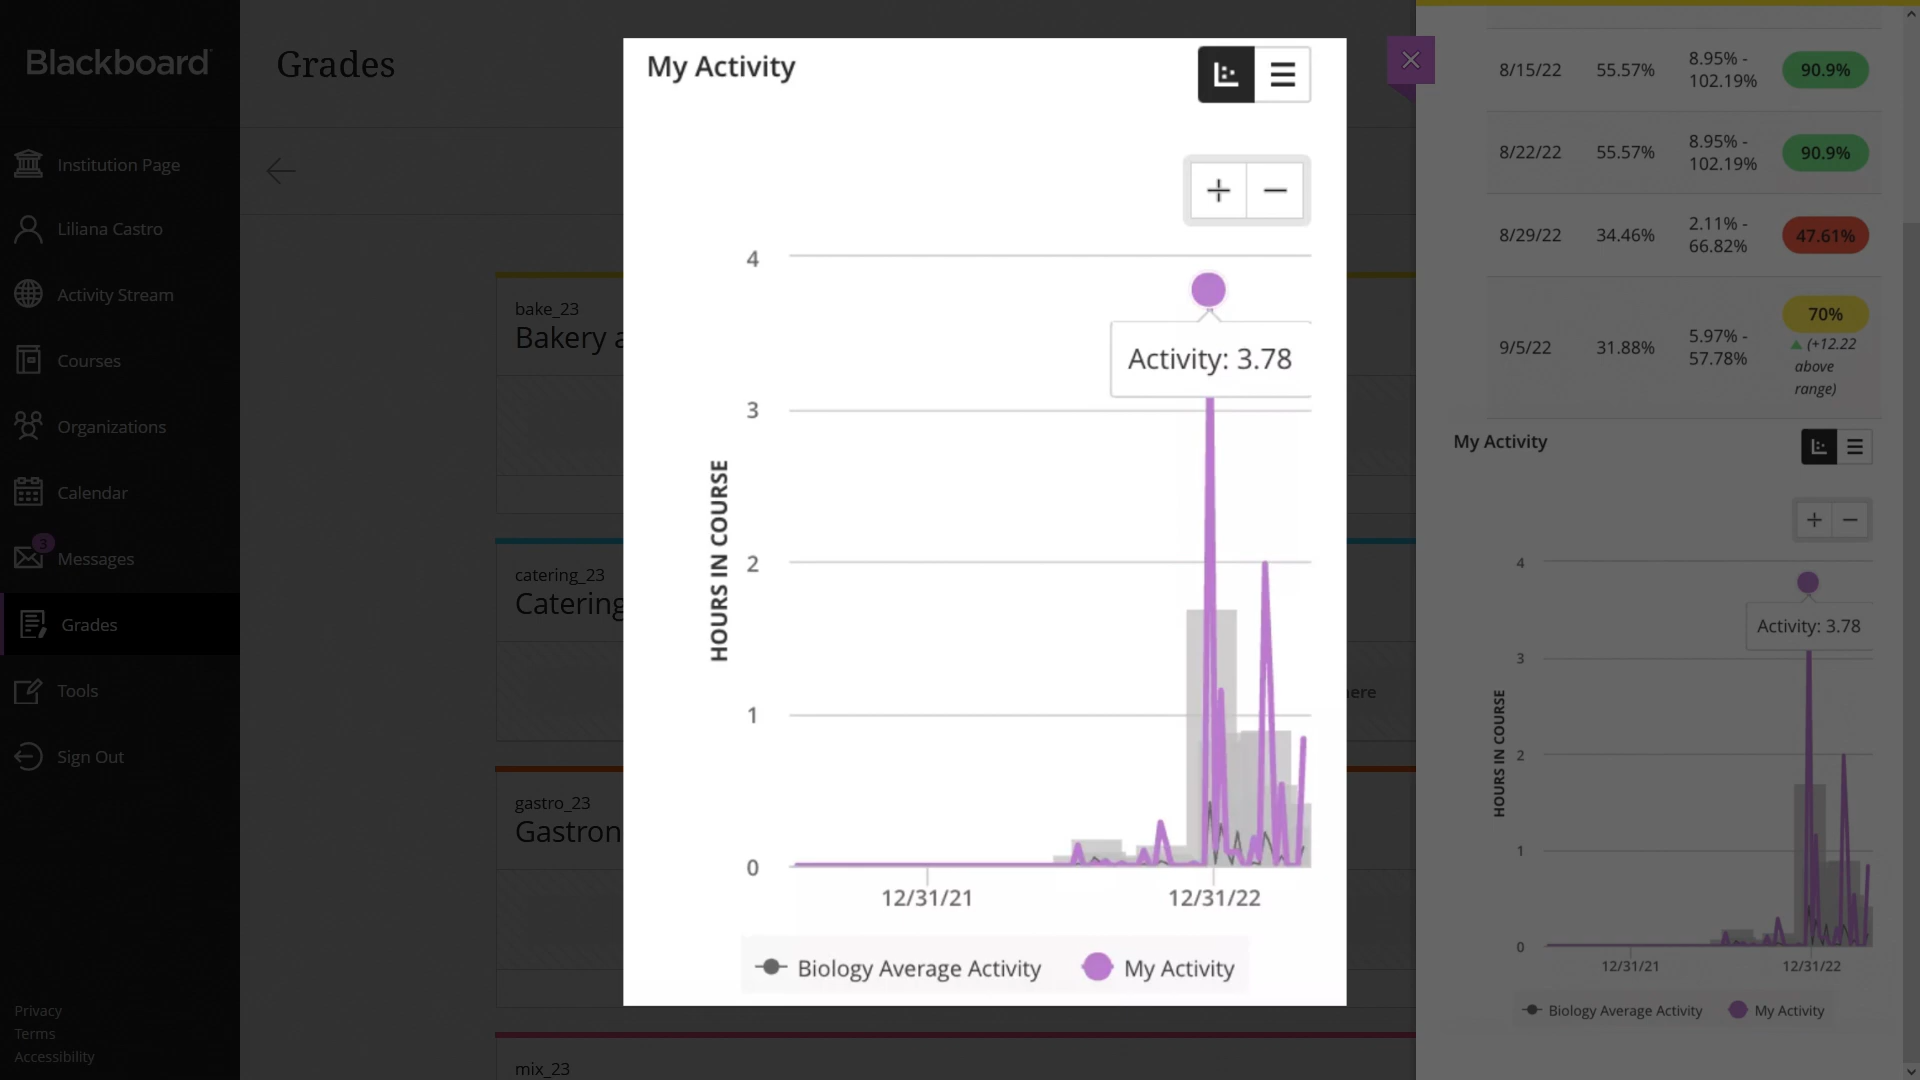 Blackboard
Institution Page
Liliana Castro
Activity Stream
Courses
Organizations
Calendar
3
Messages
Grades
Tools
Sign Out
Privacy
Terms
Accessibility
Grades
bake_23
Bakery a
catering_23
Catering
here
gastro_23
Gastron
mix_23
My Activity
4
Activity: 3.78
3
2
1
0
HOURS IN COURSE
12/31/21
12/31/22
Biology Average Activity
My Activity
8/15/22 55.57% 8.95% - 90.9%
102.19%
8/22/22 55.57% 8.95% - 90.9%
102.19%
8/29/22 34.46% 2.11% - 47.61%
66.82%
9/5/22 31.88% 5.97% - 70%
57.78% (+12.22
above
range)
My Activity
4
Activity: 3.78
3
2
1
0
HOURS IN COURSE
12/31/21
12/31/22
Biology Average Activity
My Activity